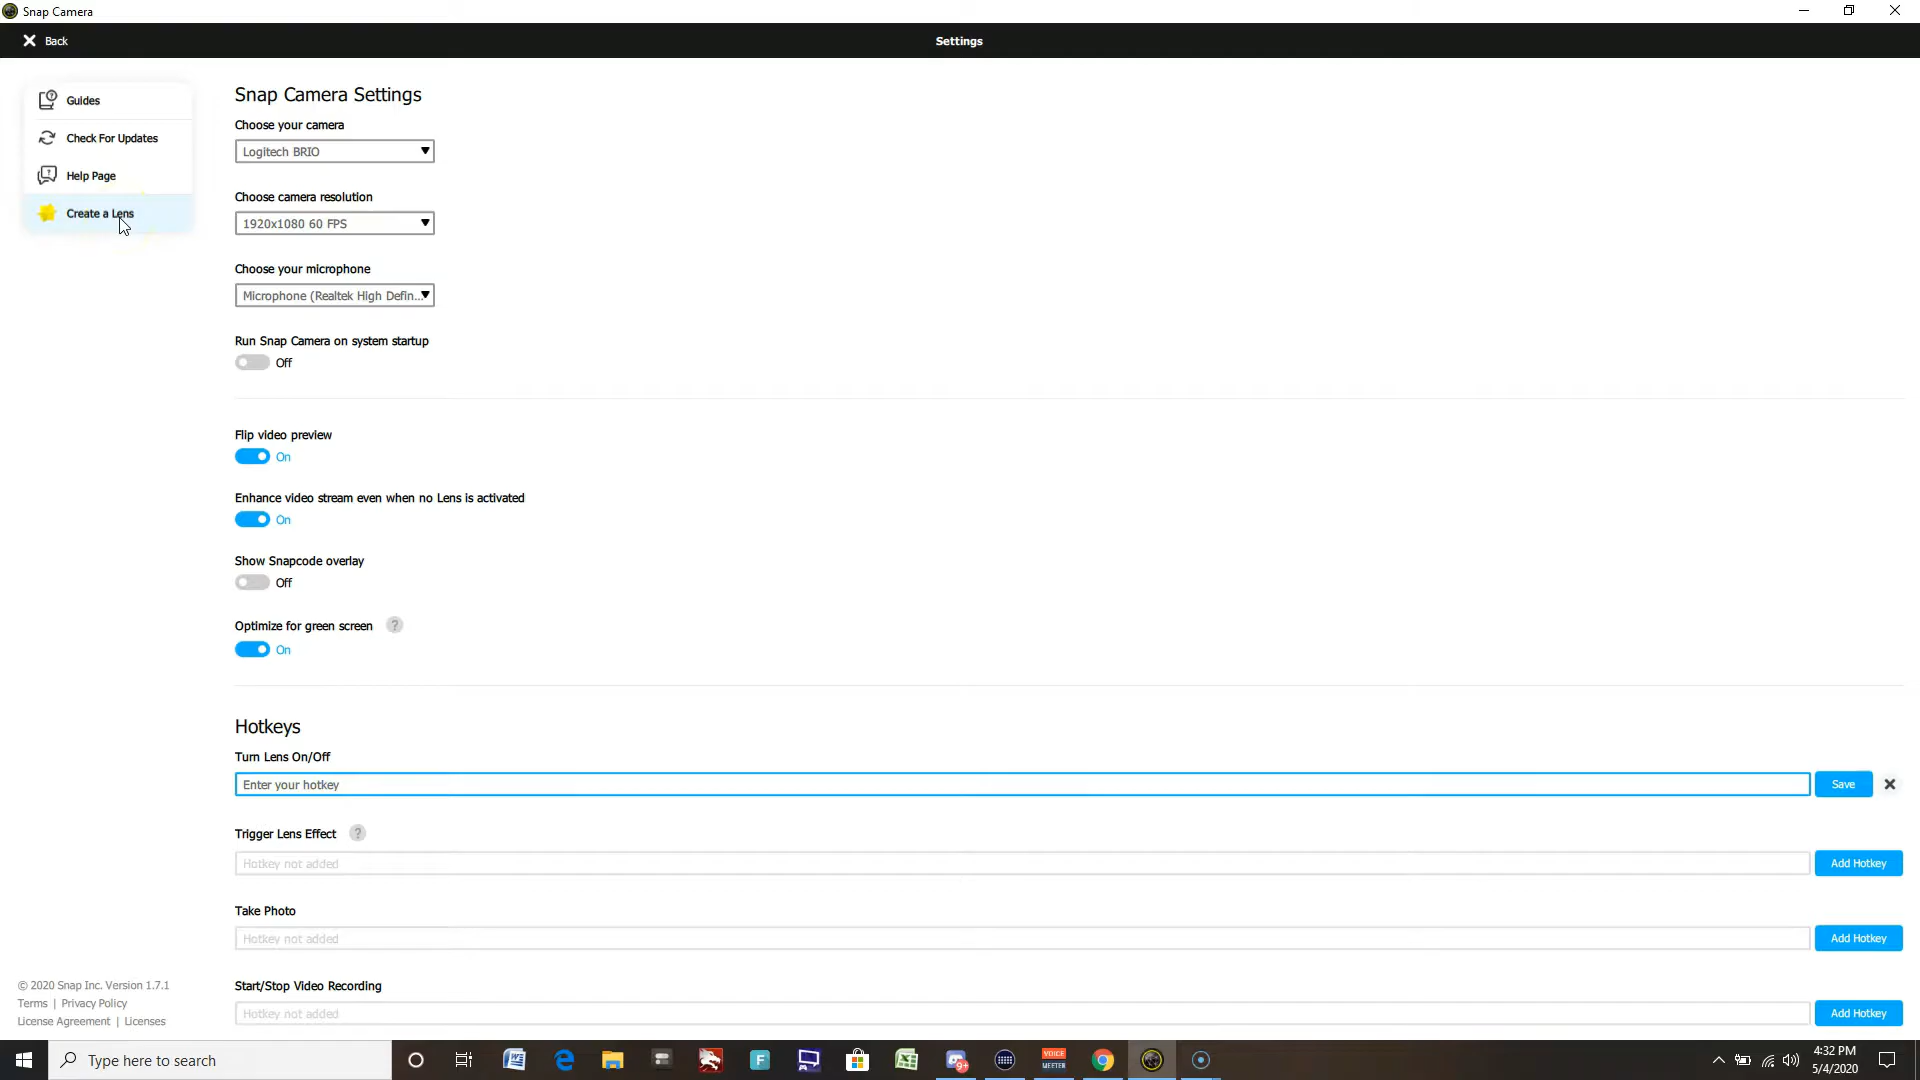 Snap Camera
Back
Settings
Guides
Check For Updates
Help Page
Create a Lens
Snap Camera Settings
Choose your camera
Logitech BRIO
Choose camera resolution
1920x1080 60 FPS
Choose your microphone
Microphone (Realtek High Defin...
Run Snap Camera on system startup
Off
Flip video preview
On
Enhance video stream even when no Lens is activated
On
Show Snapcode overlay
Off
Optimize for green screen ?
On
Hotkeys
Turn Lens On/Off
Enter your hotkey
Save
Trigger Lens Effect ?
Hotkey not added
Add Hotkey
Take Photo
Hotkey not added
Add Hotkey
Start/Stop Video Recording
Hotkey not added
Add Hotkey
© 2020 Snap Inc. Version 1.7.1
Terms | Privacy Policy
License Agreement | Licenses
Type here to search
F
9+
VOICE
MEETER
4:32 PM
5/4/2020